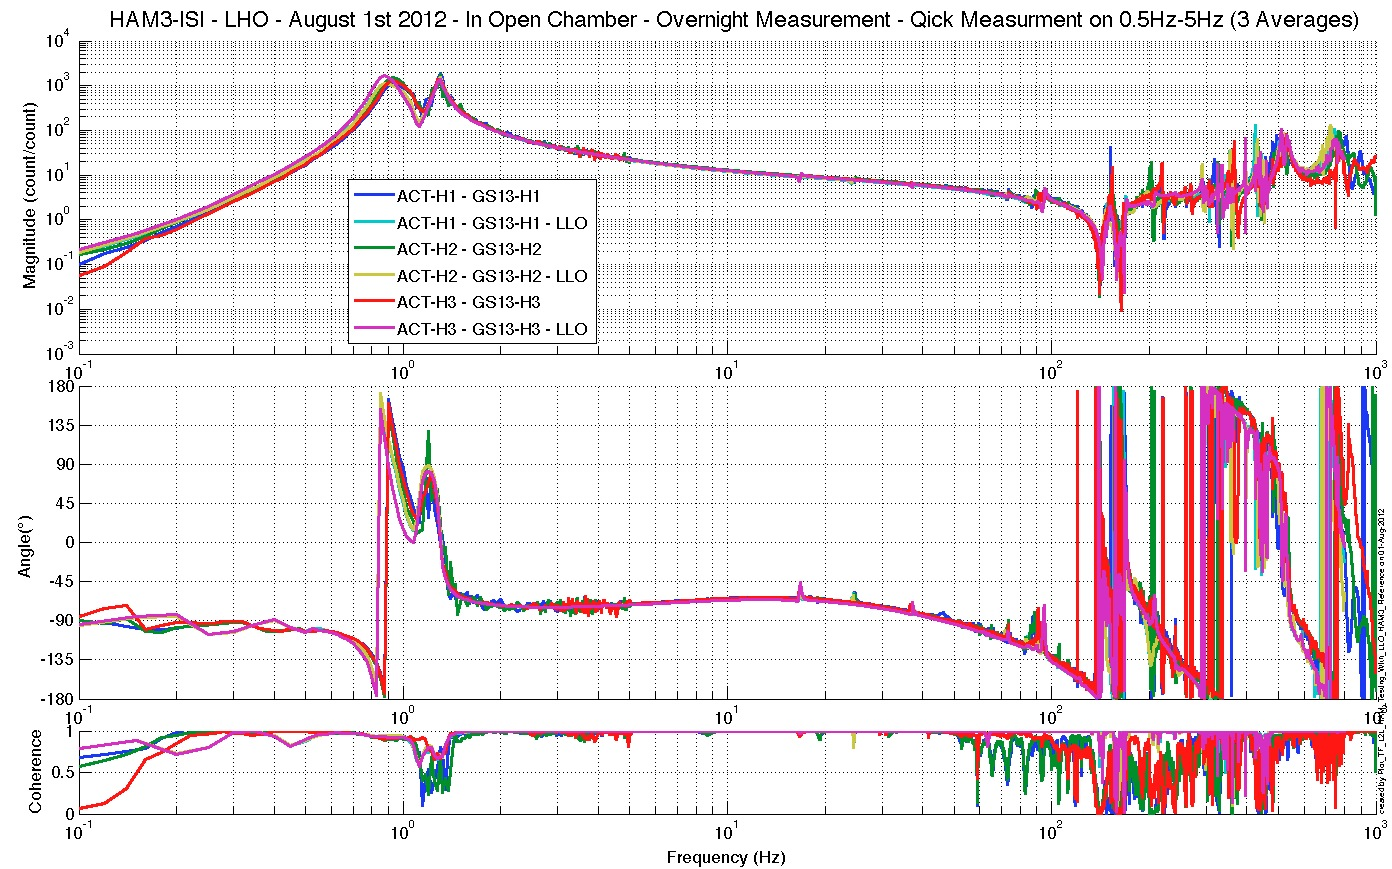 HAM3-ISI - LHO - August 1st 2012 - In Open Chamber - Overnight Measurement - Qick Measurment on 0.5Hz-5Hz (3 Averages)
10^4
10^3
10^2
10^1
10^0
10^-1
10^-2
10^-3
Magnitude (count/count)
ACT-H1 - GS13-H1
ACT-H1 - GS13-H1 - LLO
ACT-H2 - GS13-H2
ACT-H2 - GS13-H2 - LLO
ACT-H3 - GS13-H3
ACT-H3 - GS13-H3 - LLO
10^-1 10^0 10^1 10^2 10^3
180
135
90
45
0
-45
-90
-135
-180
Angle(°)
10^-1 10^0 10^1 10^2
1
0.5
0
Coherence
10^-1 10^0 10^1 10^2 10^3
Frequency (Hz)